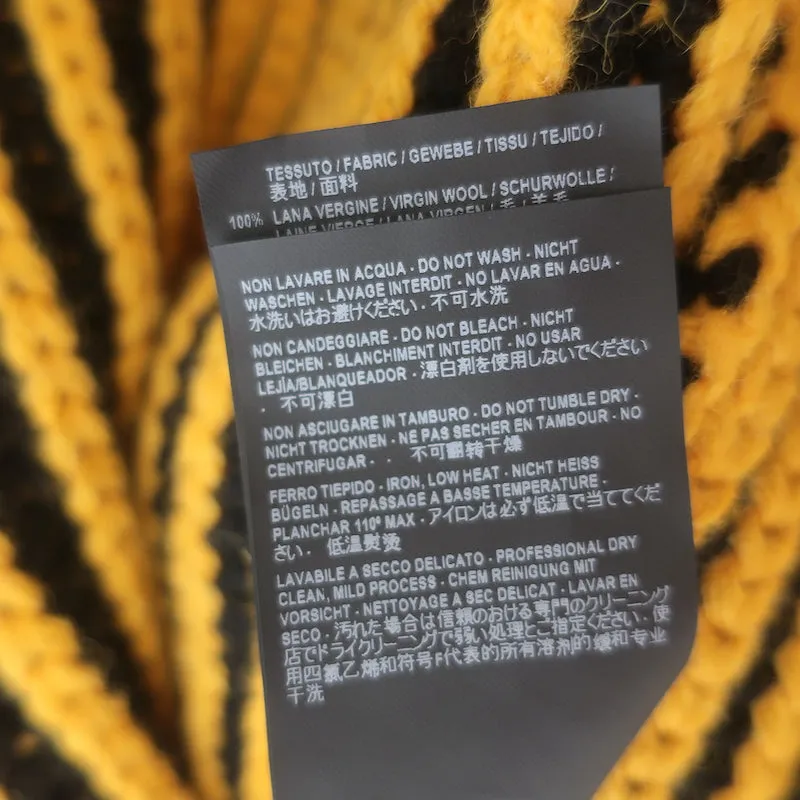 TESSUTO / FABRIC / GEWEBE / TISSU / TEJIDO /
表地 / 面料
100% LANA VERGINE / VIRGIN WOOL / SCHURWOLLE /
LAINE VIERGE / LANA VIRGEN / 毛 / 羊毛
NON LAVARE IN ACQUA - DO NOT WASH - NICHT
WASCHEN - LAVAGE INTERDIT - NO LAVAR EN AGUA -
水洗いはお避けください - 不可水洗
NON CANDEGGIARE - DO NOT BLEACH - NICHT
BLEICHEN - BLANCHIMENT INTERDIT - NO USAR
LEJÍA/BLANQUEADOR - 漂白剤を使用しないでください
- 不可漂白
NON ASCIUGARE IN TAMBURO - DO NOT TUMBLE DRY -
NICHT TROCKNEN - NE PAS SECHER EN TAMBOUR - NO
CENTRIFUGAR - - 不可翻转干燥
FERRO TIEPIDO - IRON, LOW HEAT - NICHT HEISS
BÜGELN - REPASSAGE A BASSE TEMPERATURE -
PLANCHAR 110° MAX - アイロンは必ず低温で当ててくだ
さい - 低温熨烫
LAVABILE A SECCO DELICATO - PROFESSIONAL DRY
CLEAN, MILD PROCESS - CHEM REINIGUNG MIT
VORSICHT - NETTOYAGE A SEC DELICAT - LAVAR EN
SECO - 汚れた場合は信頼のおける専門のクリーニング
店でドライクリーニングで弱い処理とご指定ください - 使
用四氯乙烯和符号F代表的所有溶剂的缓和专业
干洗